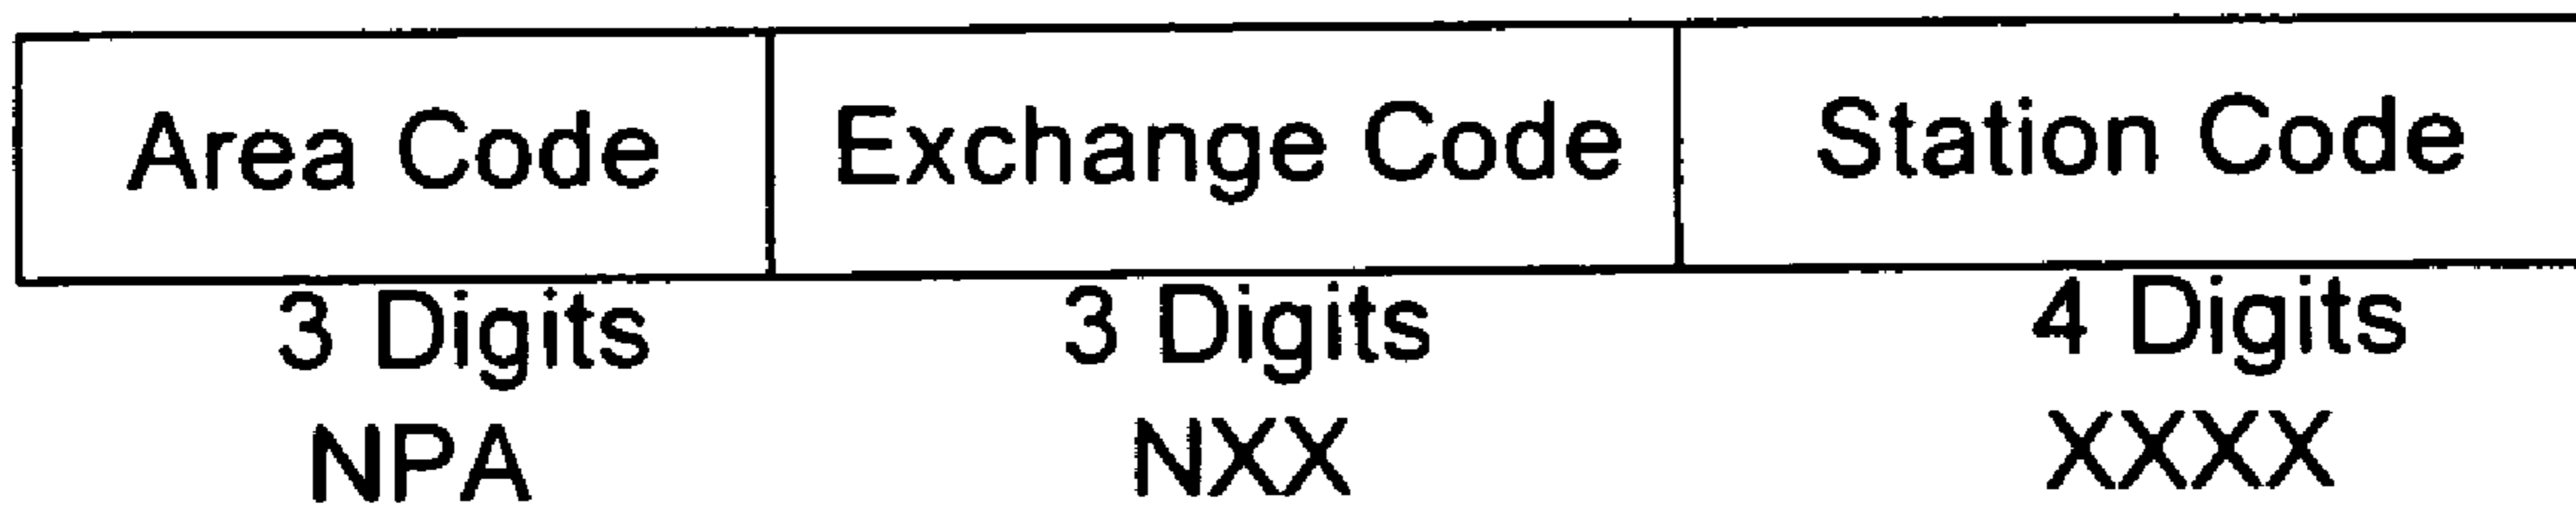 Area Code Exchange Code Station Code
3 Digits 3 Digits 4 Digits
NPA NXX XXXX